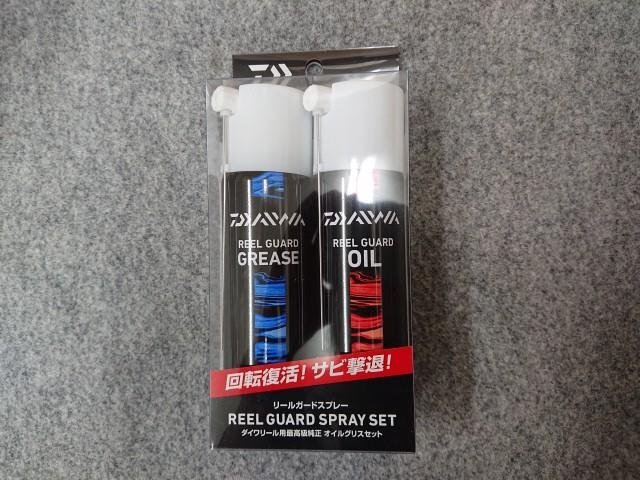 DAIWA
REEL GUARD
GREASE
DAIWA
REEL GUARD
OIL
回転復活!サビ撃退!
リールガードスプレー
REEL GUARD SPRAY SET
ダイワリール用最高級純正 オイルグリスセット